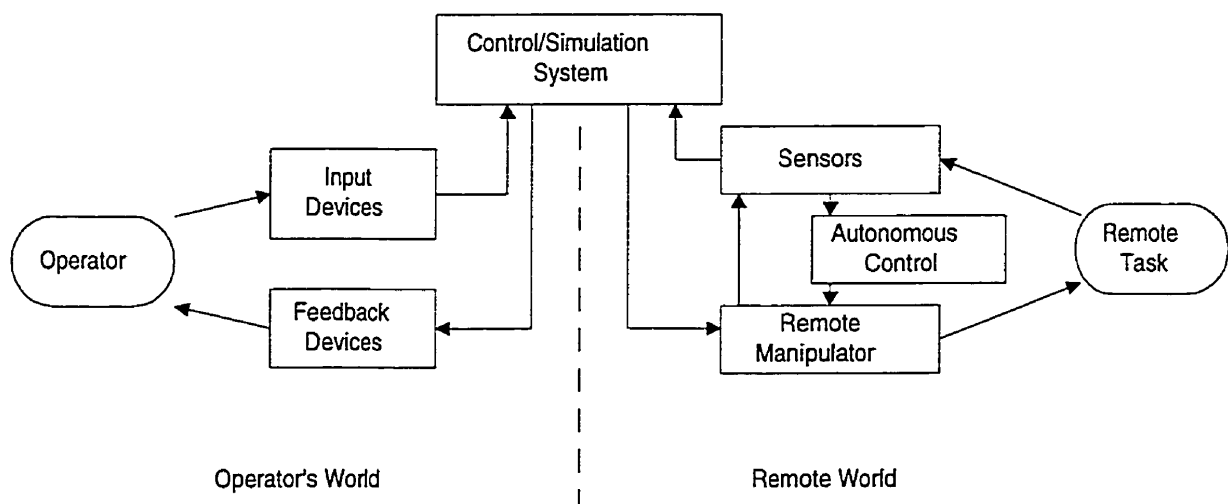 Control/Simulation
System
Input
Devices
Sensors
Operator
Autonomous
Control
Remote
Task
Feedback
Devices
Remote
Manipulator
Operator's World
Remote World